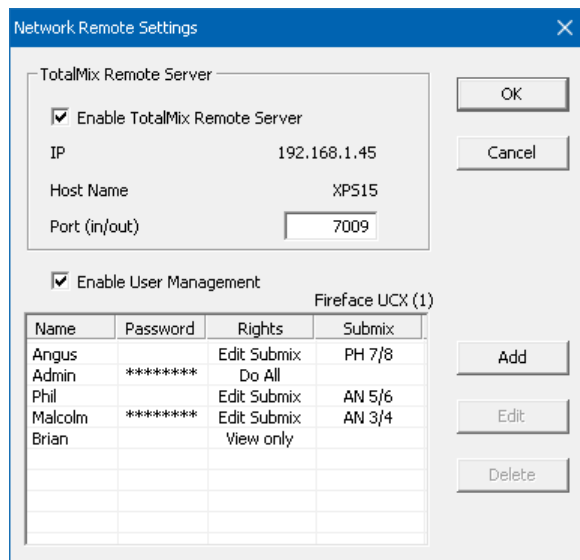 Network Remote Settings
TotalMix Remote Server
Enable TotalMix Remote Server
IP 192.168.1.45
Host Name XPS15
Port (in/out) 7009
OK
Cancel
Enable User Management
Fireface UCX (1)
Name Password Rights Submix
Angus Edit Submix PH 7/8
Admin ******** Do All
Phil Edit Submix AN 5/6
Malcolm ******** Edit Submix AN 3/4
Brian View only
Add
Edit
Delete